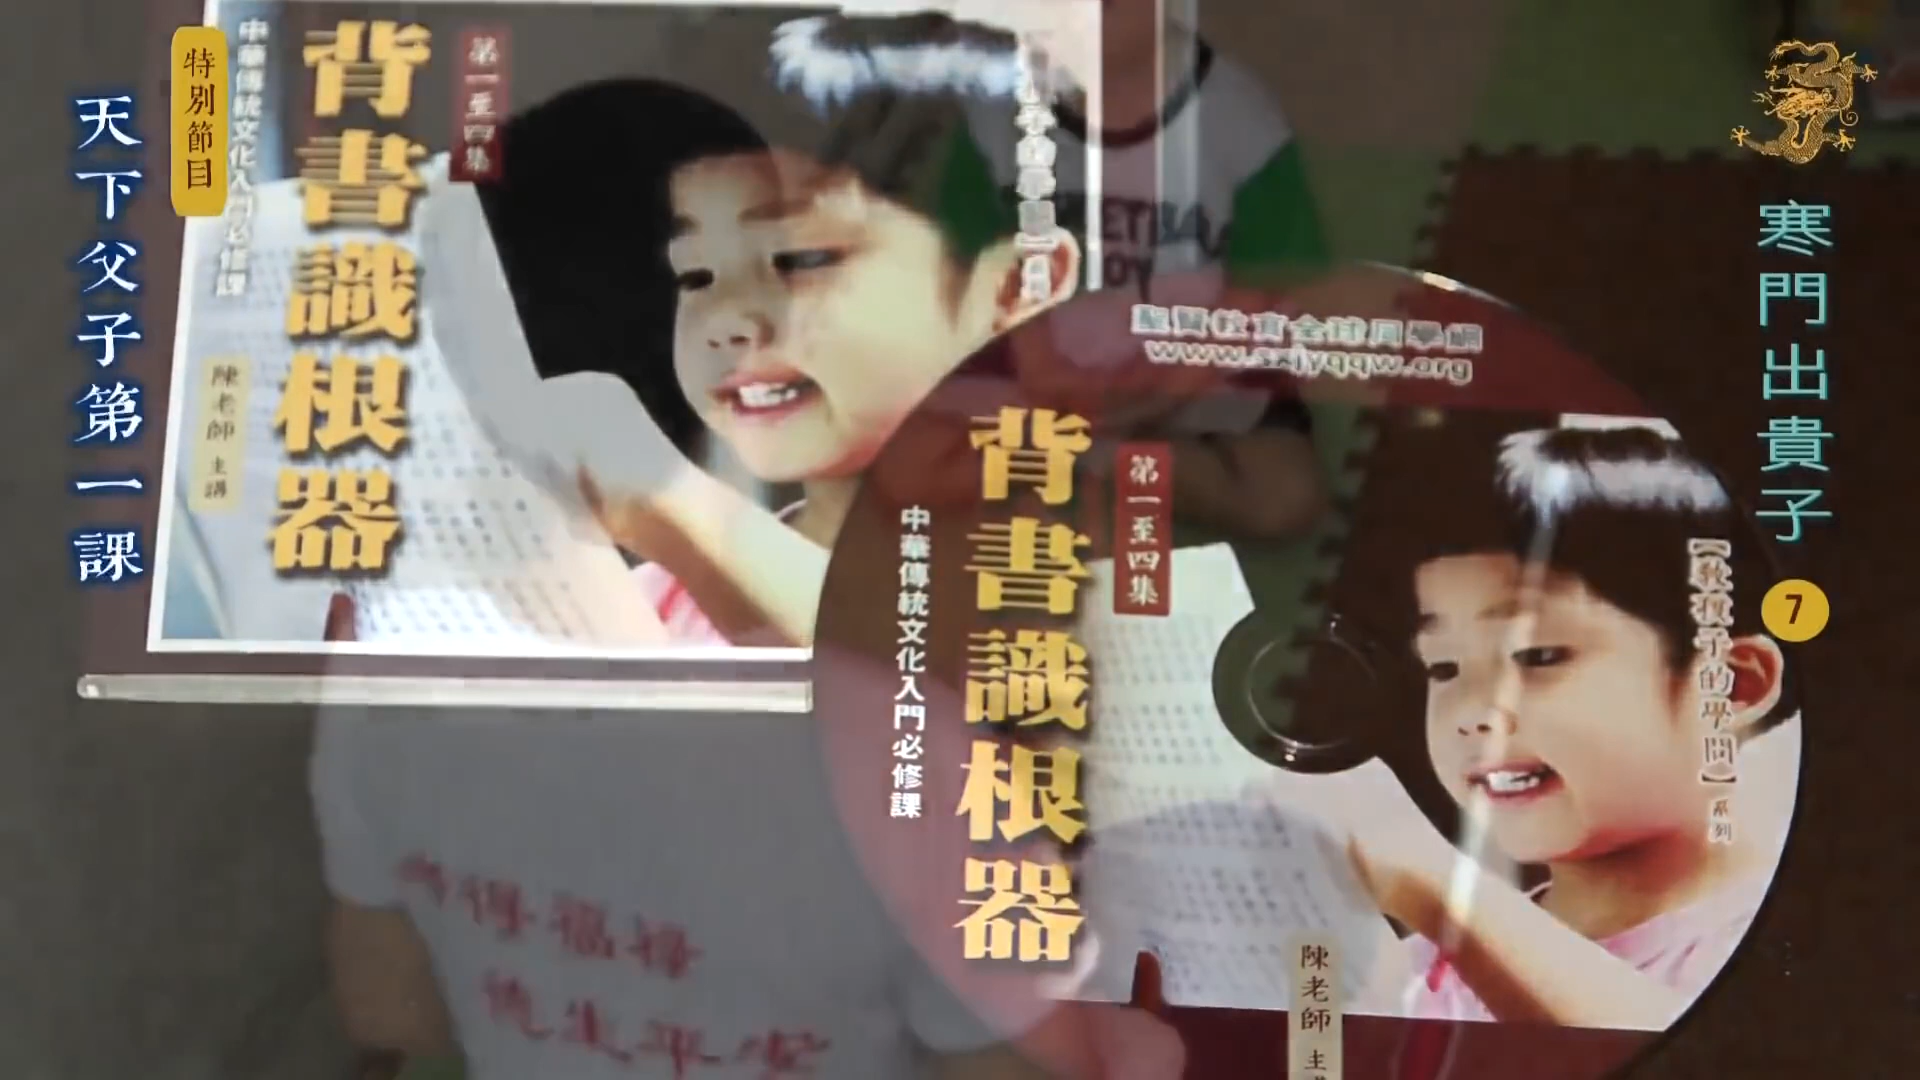 天下父子第一課
特別節目
中華傳統文化入門必修課
背書識根器
第一至四集
陳老師 主講
寒門出貴子
7
聖賢教育全球同學網
www.sxjyqqw.org
中華傳統文化入門必修課
背書識根器
第一至四集
【教孩子的學問】系列
陳老師 主